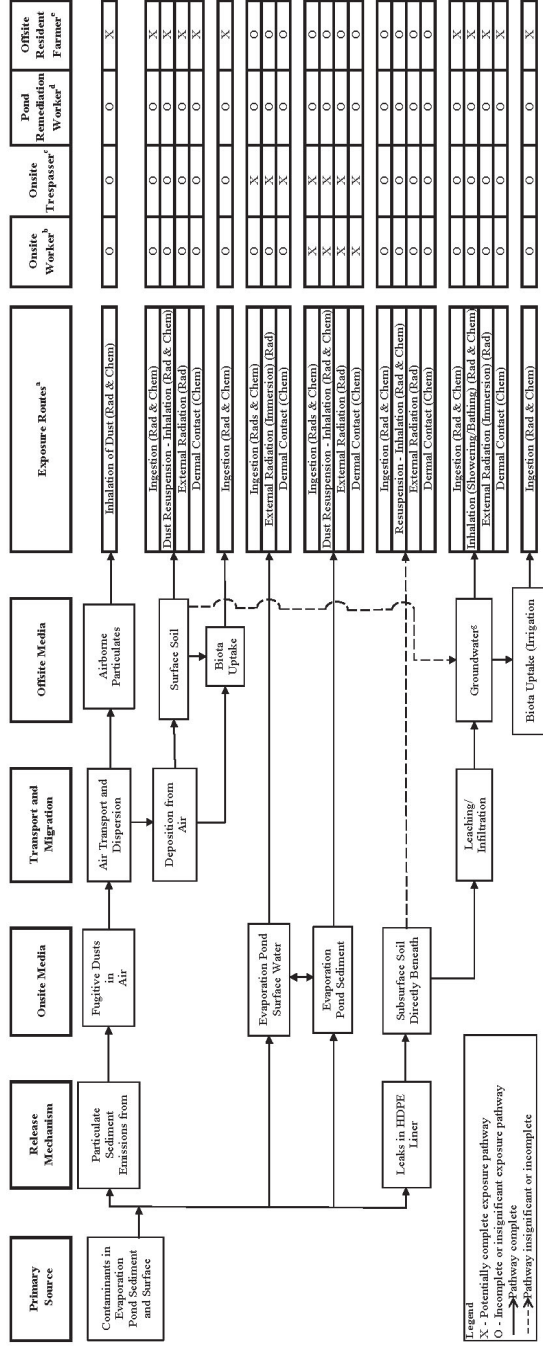 Primary
Source
Release
Mechanism
Onsite Media
Transport and
Migration
Offsite Media
Exposure Routesᵃ
Onsite
Workerᵇ
Onsite
Trespasserᶜ
Pond
Remediation
Workerᵈ
Offsite
Resident
Farmerᵉ
Contaminants in
Evaporation
Pond Sediment
and Surface
Particulate
Sediment
Emissions from
Fugitive Dusts
in
Air
Air Transport and
Dispersion
Airborne
Particulates
Inhalation of Dust (Rad & Chem)
O O O X
Deposition from
Air
Surface Soil
Ingestion (Rad & Chem)
O O O X
Dust Resuspension - Inhalation (Rad & Chem)
O O O X
External Radiation (Rad)
O O O X
Dermal Contact (Chem)
O O O X
Biota
Uptake
Ingestion (Rad & Chem)
O O O X
Evaporation Pond
Surface Water
Ingestion (Rads & Chem)
O X O O
External Radiation (Immersion) (Rad)
O X O O
Dermal Contact (Chem)
O X O O
Evaporation
Pond Sediment
Ingestion (Rads & Chem)
X X O O
Dust Resuspension - Inhalation (Rad & Chem)
X X O O
External Radiation (Rad)
X X O O
Dermal Contact (Chem)
X X O O
Leaks in HDPE
Liner
Subsurface Soil
Directly Beneath
Ingestion (Rad & Chem)
O O O O
Resuspension - Inhalation (Rad & Chem)
O O O O
External Radiation (Rad)
O O O O
Dermal Contact (Chem)
O O O O
Leaching/
Infiltration
Groundwaterᵍ
Ingestion (Rad & Chem)
O O O X
Inhalation (Showering/Bathing) (Rad & Chem)
O O O X
External Radiation (Immersion) (Rad)
O O O X
Dermal Contact (Chem)
O O O X
Biota Uptake (Irrigation
Ingestion (Rad & Chem)
O O O X
Legend
X - Potentially complete exposure pathway
O - Incomplete or insignificant exposure pathway
Pathway complete
Pathway insignificant or incomplete